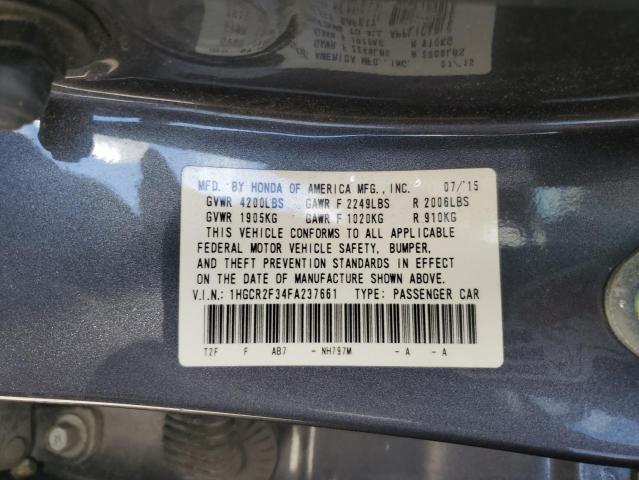 MFD. BY HONDA OF AMERICA MFG., INC. 07/'15
GVWR 4200LBS GAWR F 2249LBS R 2006LBS
GVWR 1905KG GAWR F 1020KG R 910KG
THIS VEHICLE CONFORMS TO ALL APPLICABLE
FEDERAL MOTOR VEHICLE SAFETY, BUMPER,
AND THEFT PREVENTION STANDARDS IN EFFECT
ON THE DATE OF MANUFACTURE SHOWN ABOVE.
V.I.N.: 1HGCR2F34FA237661 TYPE: PASSENGER CAR
T2F F AB7 - NH797M - A - A